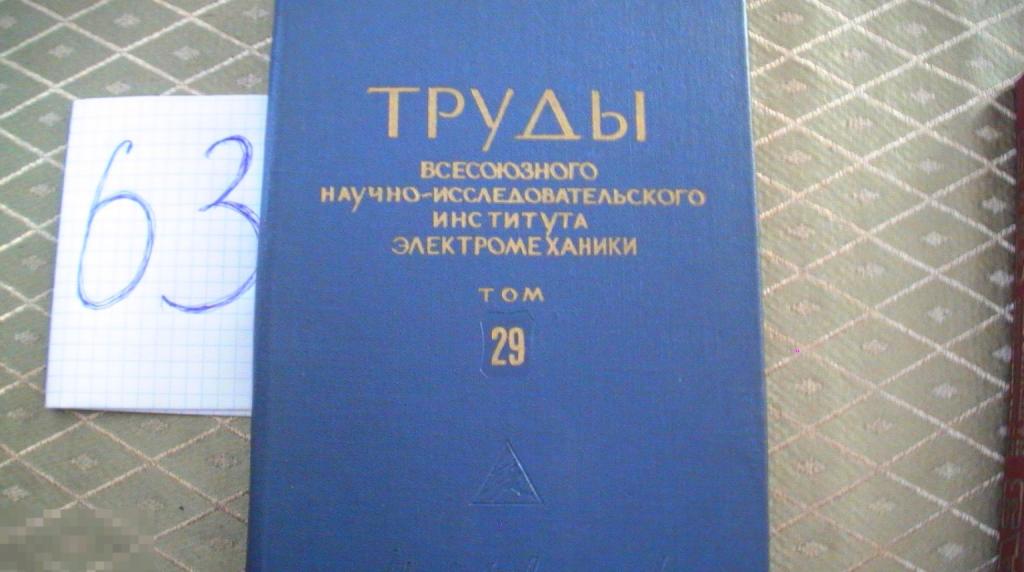 63
ТРУДЫ
ВСЕСОЮЗНОГО
НАУЧНО-ИССЛЕДОВАТЕЛЬСКОГО
ИНСТИТУТА
ЭЛЕКТРОМЕХАНИКИ
ТОМ
29